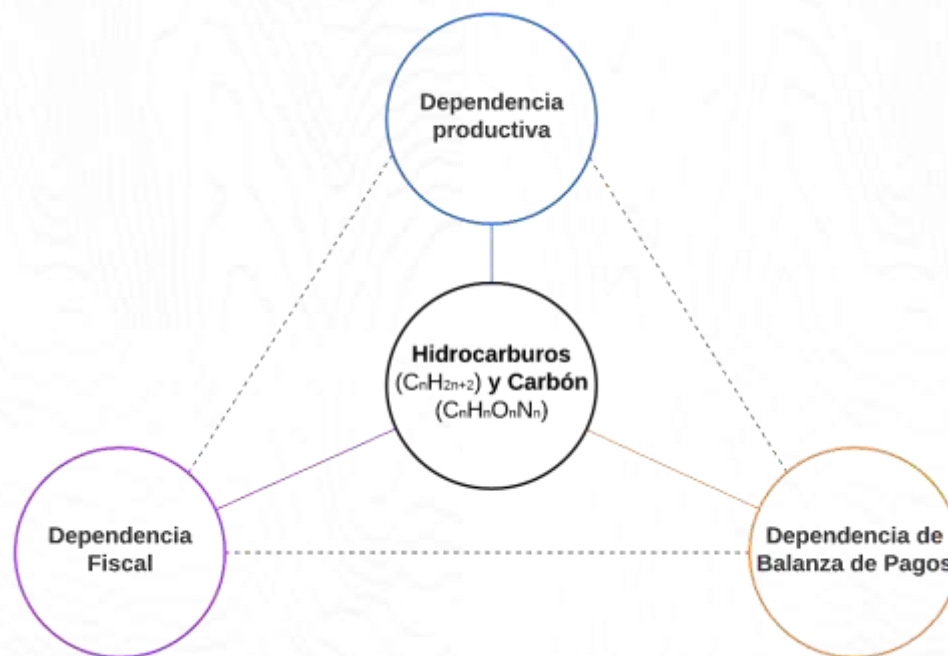 Dependencia
productiva
Hidrocarburos
(CₙH₂ₙ₊₂) y Carbón
(CₙHₙOₙNₙ)
Dependencia
Fiscal
Dependencia de
Balanza de Pagos